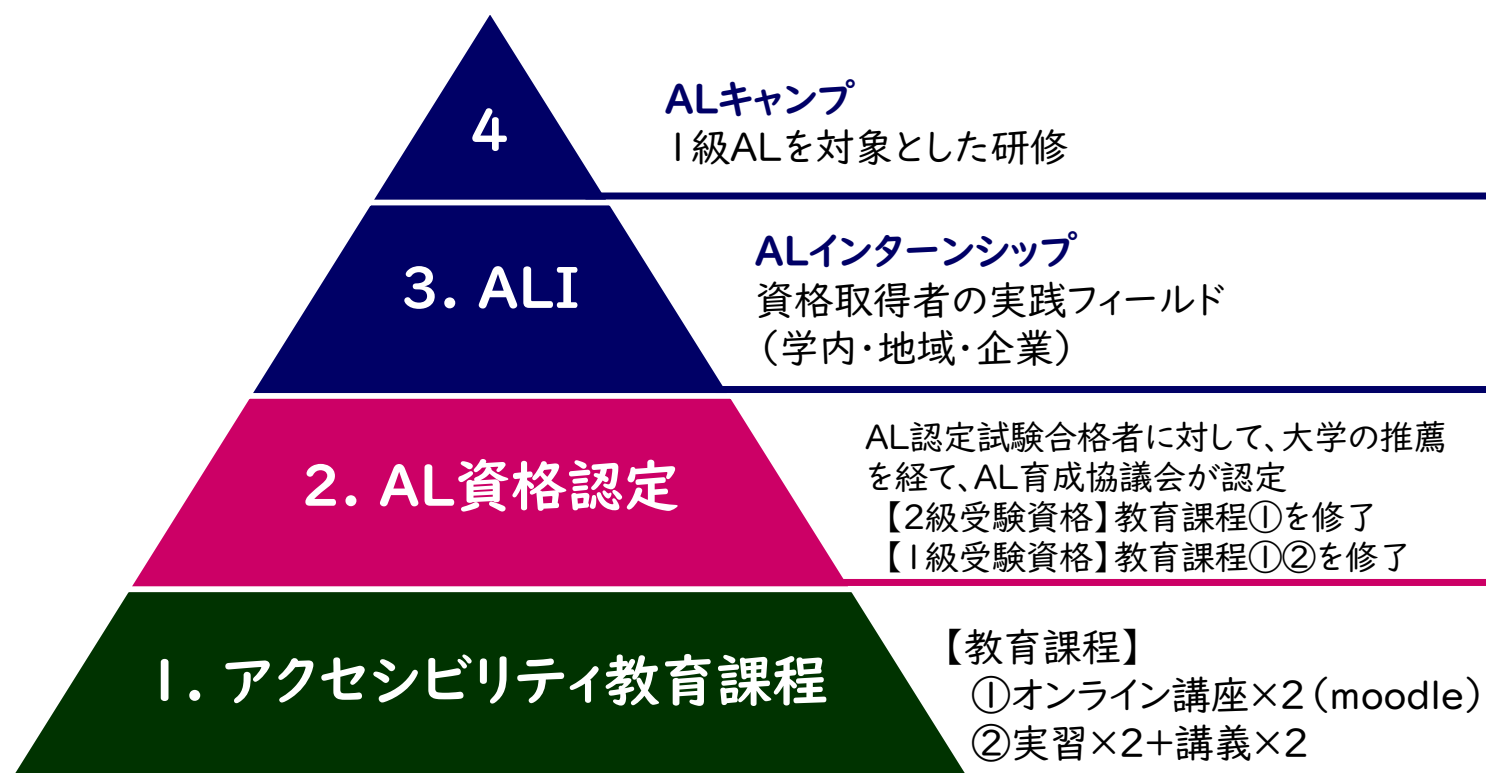 4
ALキャンプ
1級ALを対象とした研修
3. ALI
ALインターンシップ
資格取得者の実践フィールド
（学内・地域・企業）
2. AL資格認定
AL認定試験合格者に対して、大学の推薦
を経て、AL育成協議会が認定
【2級受験資格】教育課程①を修了
【1級受験資格】教育課程①②を修了
1. アクセシビリティ教育課程
【教育課程】
①オンライン講座×2（moodle）
②実習×2＋講義×2